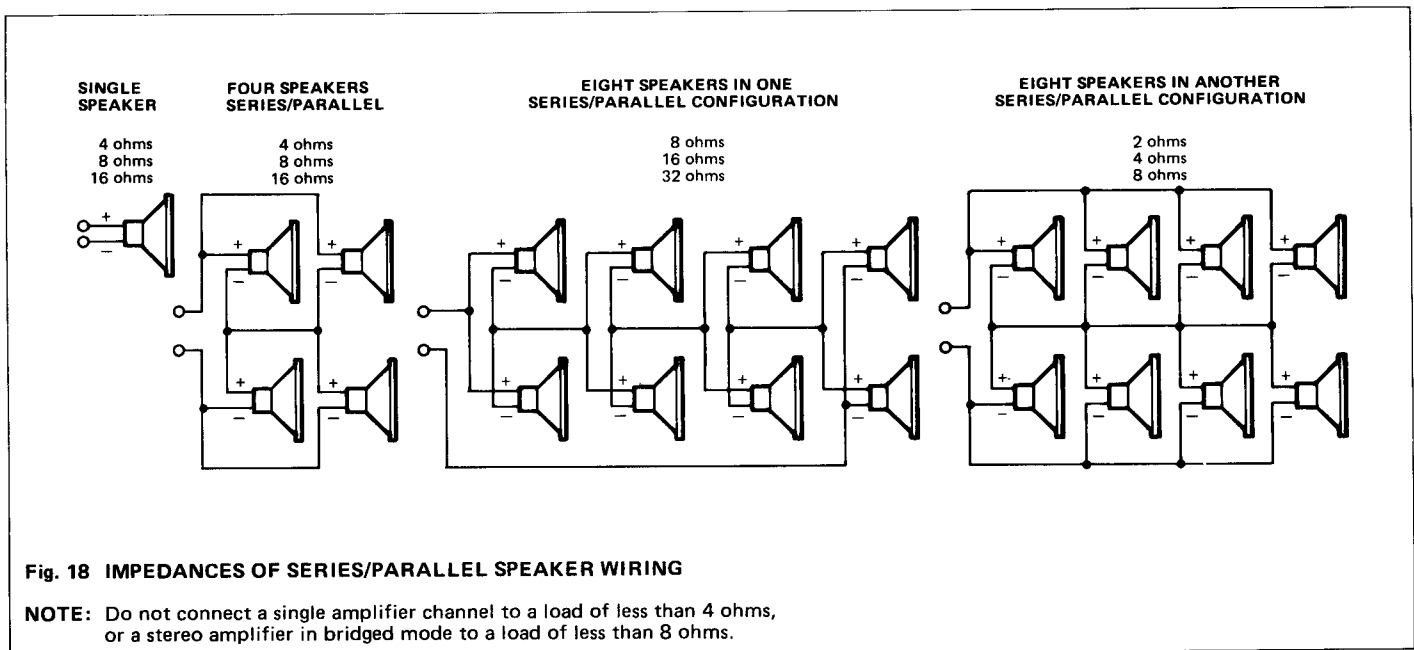 SINGLE
SPEAKER
4 ohms
8 ohms
16 ohms
+
−
FOUR SPEAKERS
SERIES/PARALLEL
4 ohms
8 ohms
16 ohms
+
−
+
−
+
−
+
−
EIGHT SPEAKERS IN ONE
SERIES/PARALLEL CONFIGURATION
8 ohms
16 ohms
32 ohms
+
−
+
−
+
−
+
−
+
−
+
−
+
−
+
−
EIGHT SPEAKERS IN ANOTHER
SERIES/PARALLEL CONFIGURATION
2 ohms
4 ohms
8 ohms
+
−
+
−
+
−
+
−
+
−
+
−
+
−
+
−
Fig. 18 IMPEDANCES OF SERIES/PARALLEL SPEAKER WIRING
NOTE: Do not connect a single amplifier channel to a load of less than 4 ohms,
or a stereo amplifier in bridged mode to a load of less than 8 ohms.